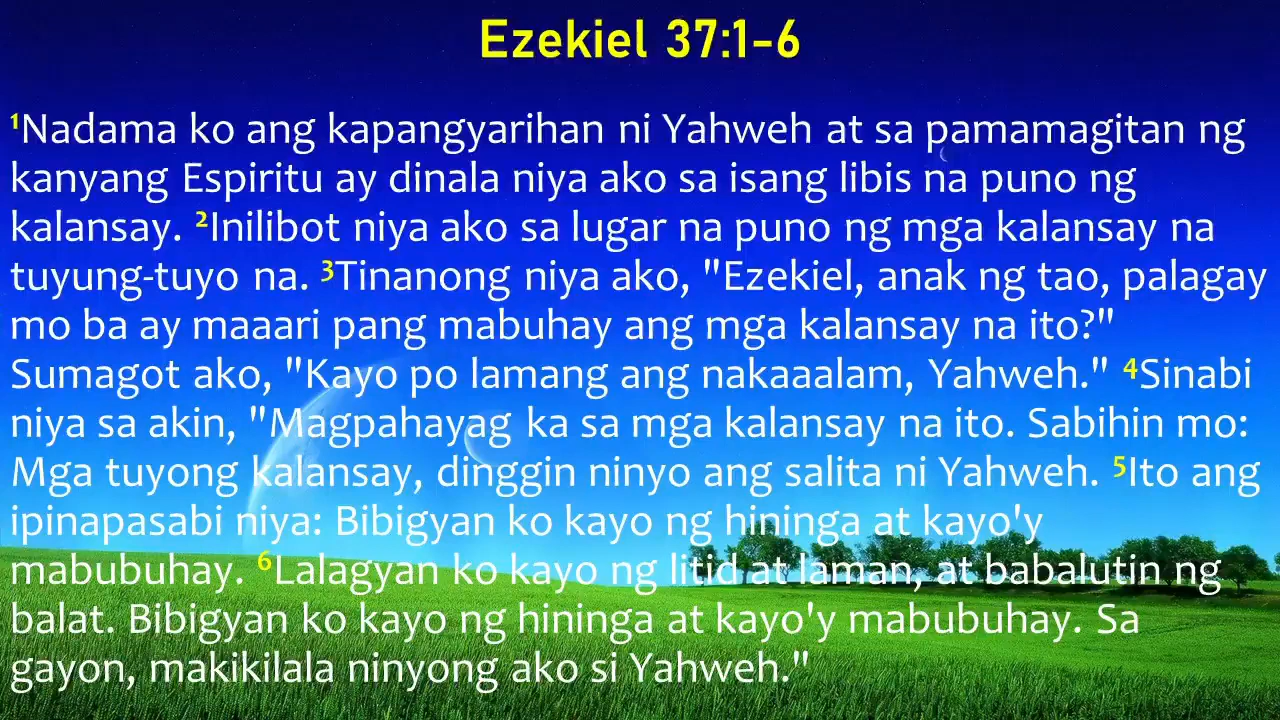 Ezekiel 37:1-6
¹Nadama ko ang kapangyarihan ni Yahweh at sa pamamagitan ng
kanyang Espiritu ay dinala niya ako sa isang libis na puno ng
kalansay. ²Inilibot niya ako sa lugar na puno ng mga kalansay na
tuyung-tuyo na. ³Tinanong niya ako, "Ezekiel, anak ng tao, palagay
mo ba ay maaari pang mabuhay ang mga kalansay na ito?"
Sumagot ako, "Kayo po lamang ang nakaaalam, Yahweh." ⁴Sinabi
niya sa akin, "Magpahayag ka sa mga kalansay na ito. Sabihin mo:
Mga tuyong kalansay, dinggin ninyo ang salita ni Yahweh. ⁵Ito ang
ipinapasabi niya: Bibigyan ko kayo ng hininga at kayo'y
mabubuhay. ⁶Lalagyan ko kayo ng litid at laman, at babalutin ng
balat. Bibigyan ko kayo ng hininga at kayo'y mabubuhay. Sa
gayon, makikilala ninyong ako si Yahweh."